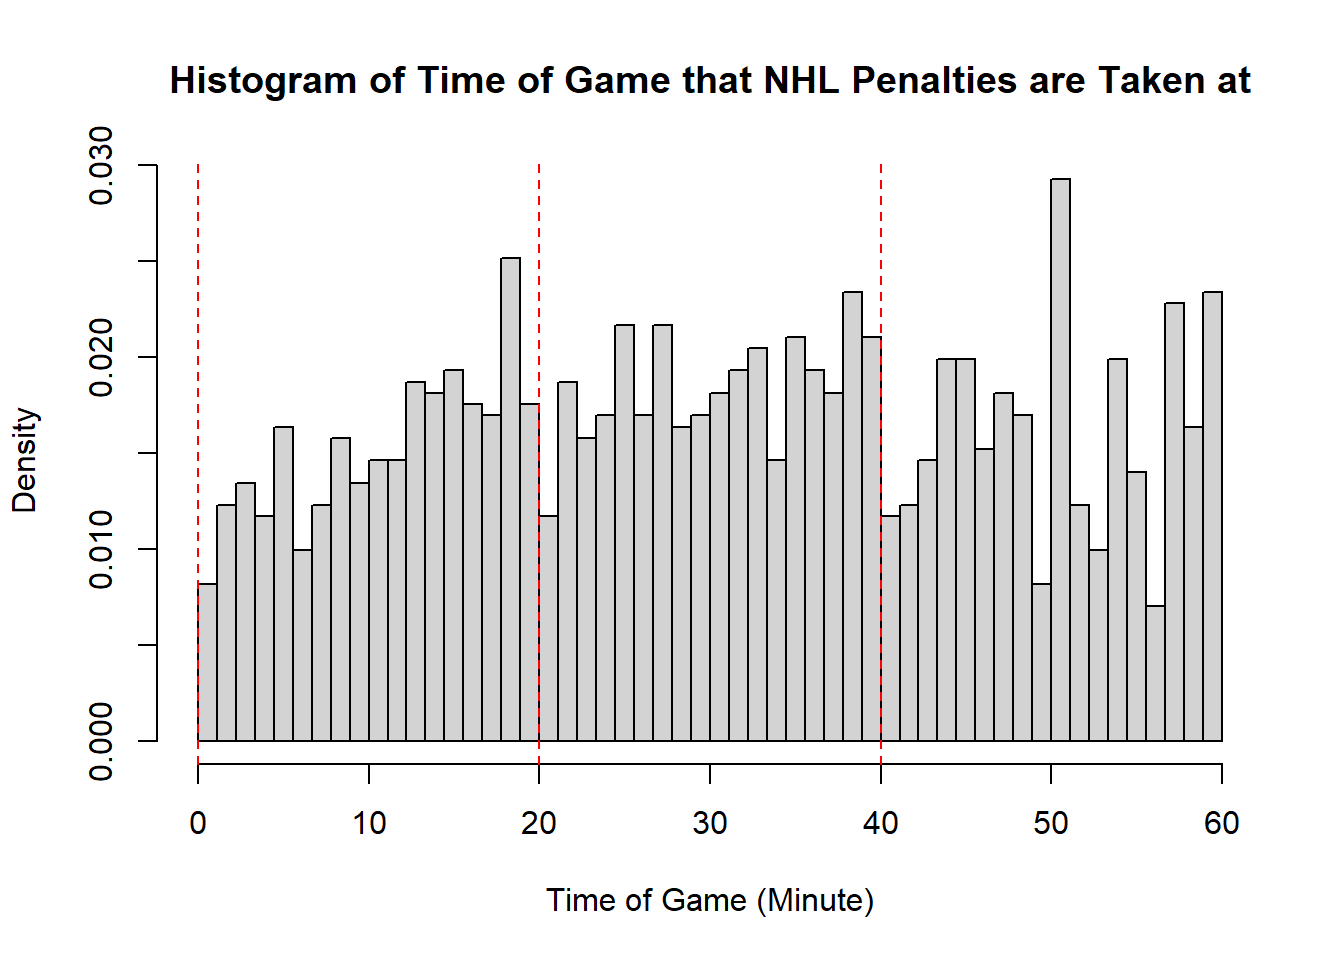 Histogram of Time of Game that NHL Penalties are Taken at
0.030
0.020
0.010
0.000
Density
0 10 20 30 40 50 60
Time of Game (Minute)